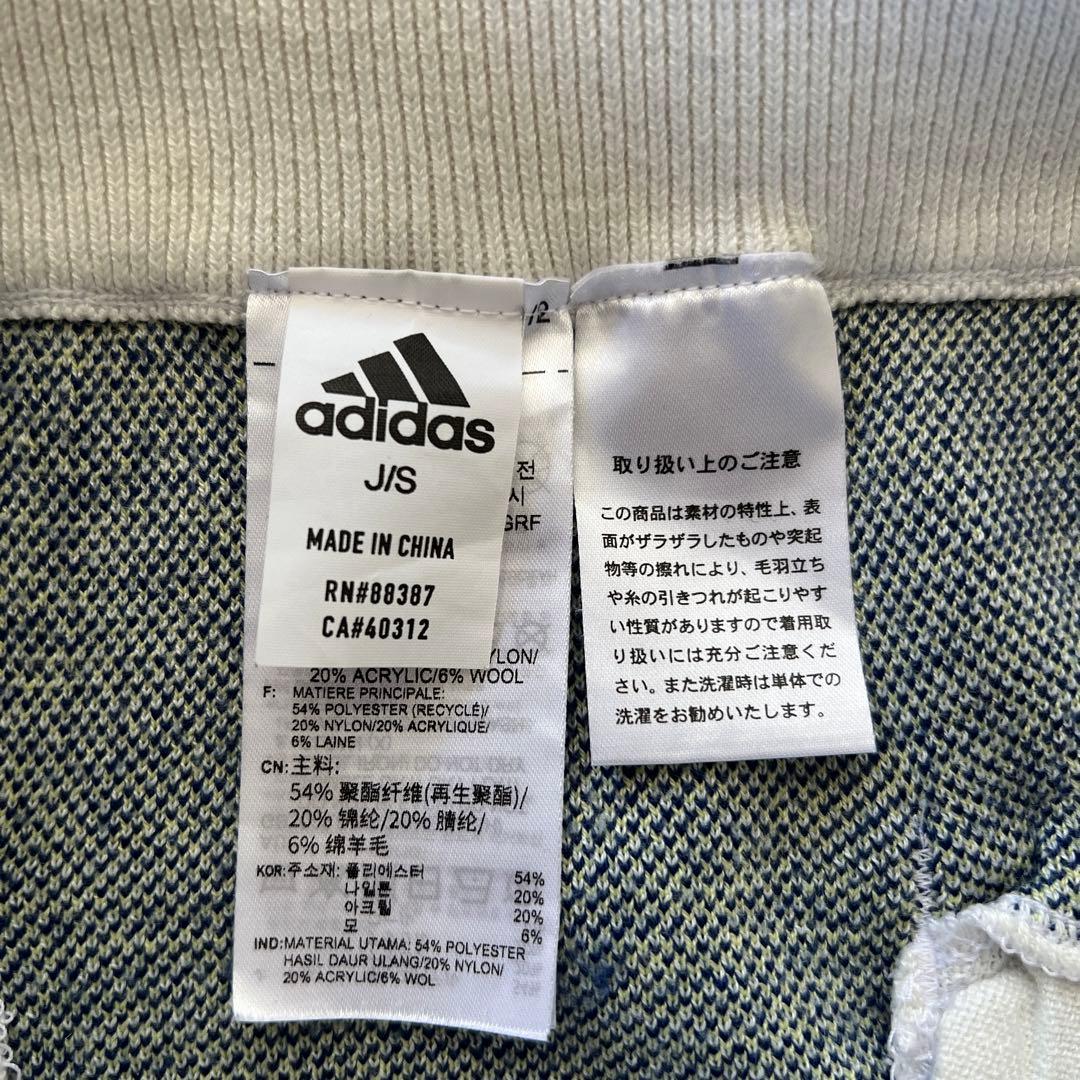 adidas
J/S
MADE IN CHINA
RN#88387
CA#40312
/2
전
시
GRF
YLON/
20% ACRYLIC/6% WOOL
F: MATIERE PRINCIPALE:
54% POLYESTER (RECYCLÉ)/
20% NYLON/20% ACRYLIQUE/
6% LAINE
CN:主料:
54% 聚酯纤维(再生聚酯)/
20% 锦纶/20% 腈纶/
6% 绵羊毛
KOR:주소재: 폴리에스터 54%
나일론 20%
아크릴 20%
모 6%
IND:MATERIAL UTAMA: 54% POLYESTER
HASIL DAUR ULANG/20% NYLON/
20% ACRYLIC/6% WOL
取り扱い上のご注意
この商品は素材の特性上、表
面がザラザラしたものや突起
物等の擦れにより、毛羽立ち
や糸の引きつれが起こりやす
い性質がありますので着用取
り扱いには充分ご注意くだ
さい。また洗濯時は単体での
洗濯をお勧めいたします。